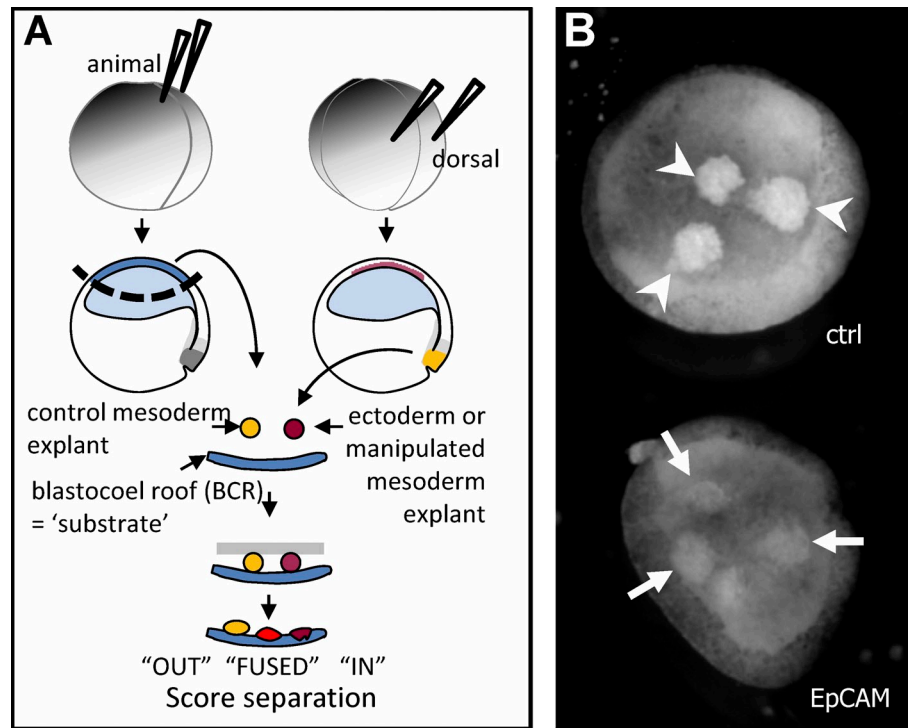 A
animal
dorsal
control mesoderm
explant
ectoderm or
manipulated
mesoderm
explant
blastocoel roof (BCR)
= ‘substrate’
“OUT” “FUSED” “IN”
Score separation
B
ctrl
EpCAM